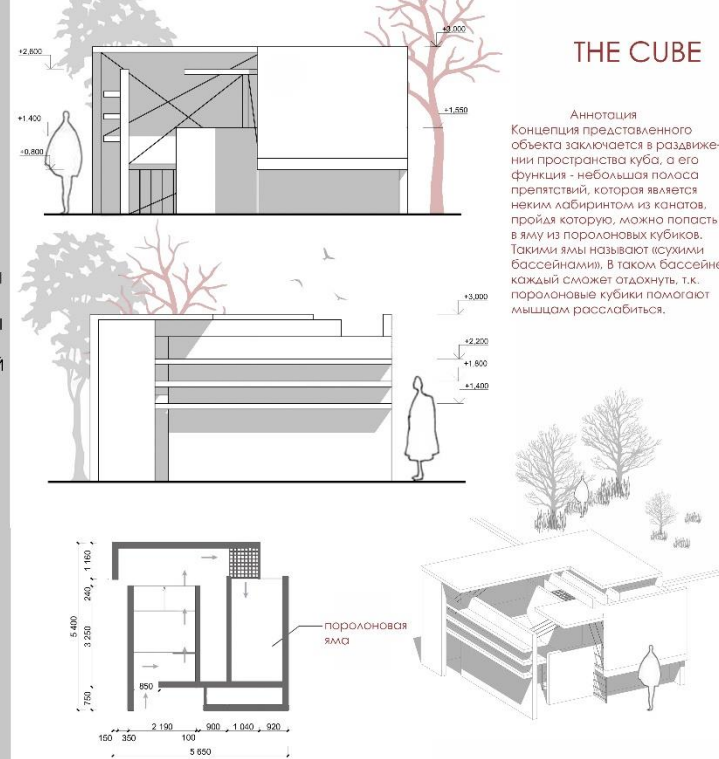 THE CUBE
Аннотация
Концепция представленного
объекта заключается в раздвиже-
нии пространства куба, а его
функция - небольшая полоса
препятствий, которая является
неким лабиринтом из канатов,
пройдя которую, можно попасть
в яму из поролоновых кубиков.
Такими ямы называют «сухими
бассейнами». В таком бассейне
каждый сможет отдохнуть, т.к.
поролоновые кубики помогают
мышцам расслабиться.
+2,600
+1,400
+0,800
+3,000
+1,550
+3,000
+2,200
+1,800
+1,400
й
1 160
240
5 400
3 250
750
650
2 190
900
1 040
920
150
350
100
5 650
поролоновая
яма